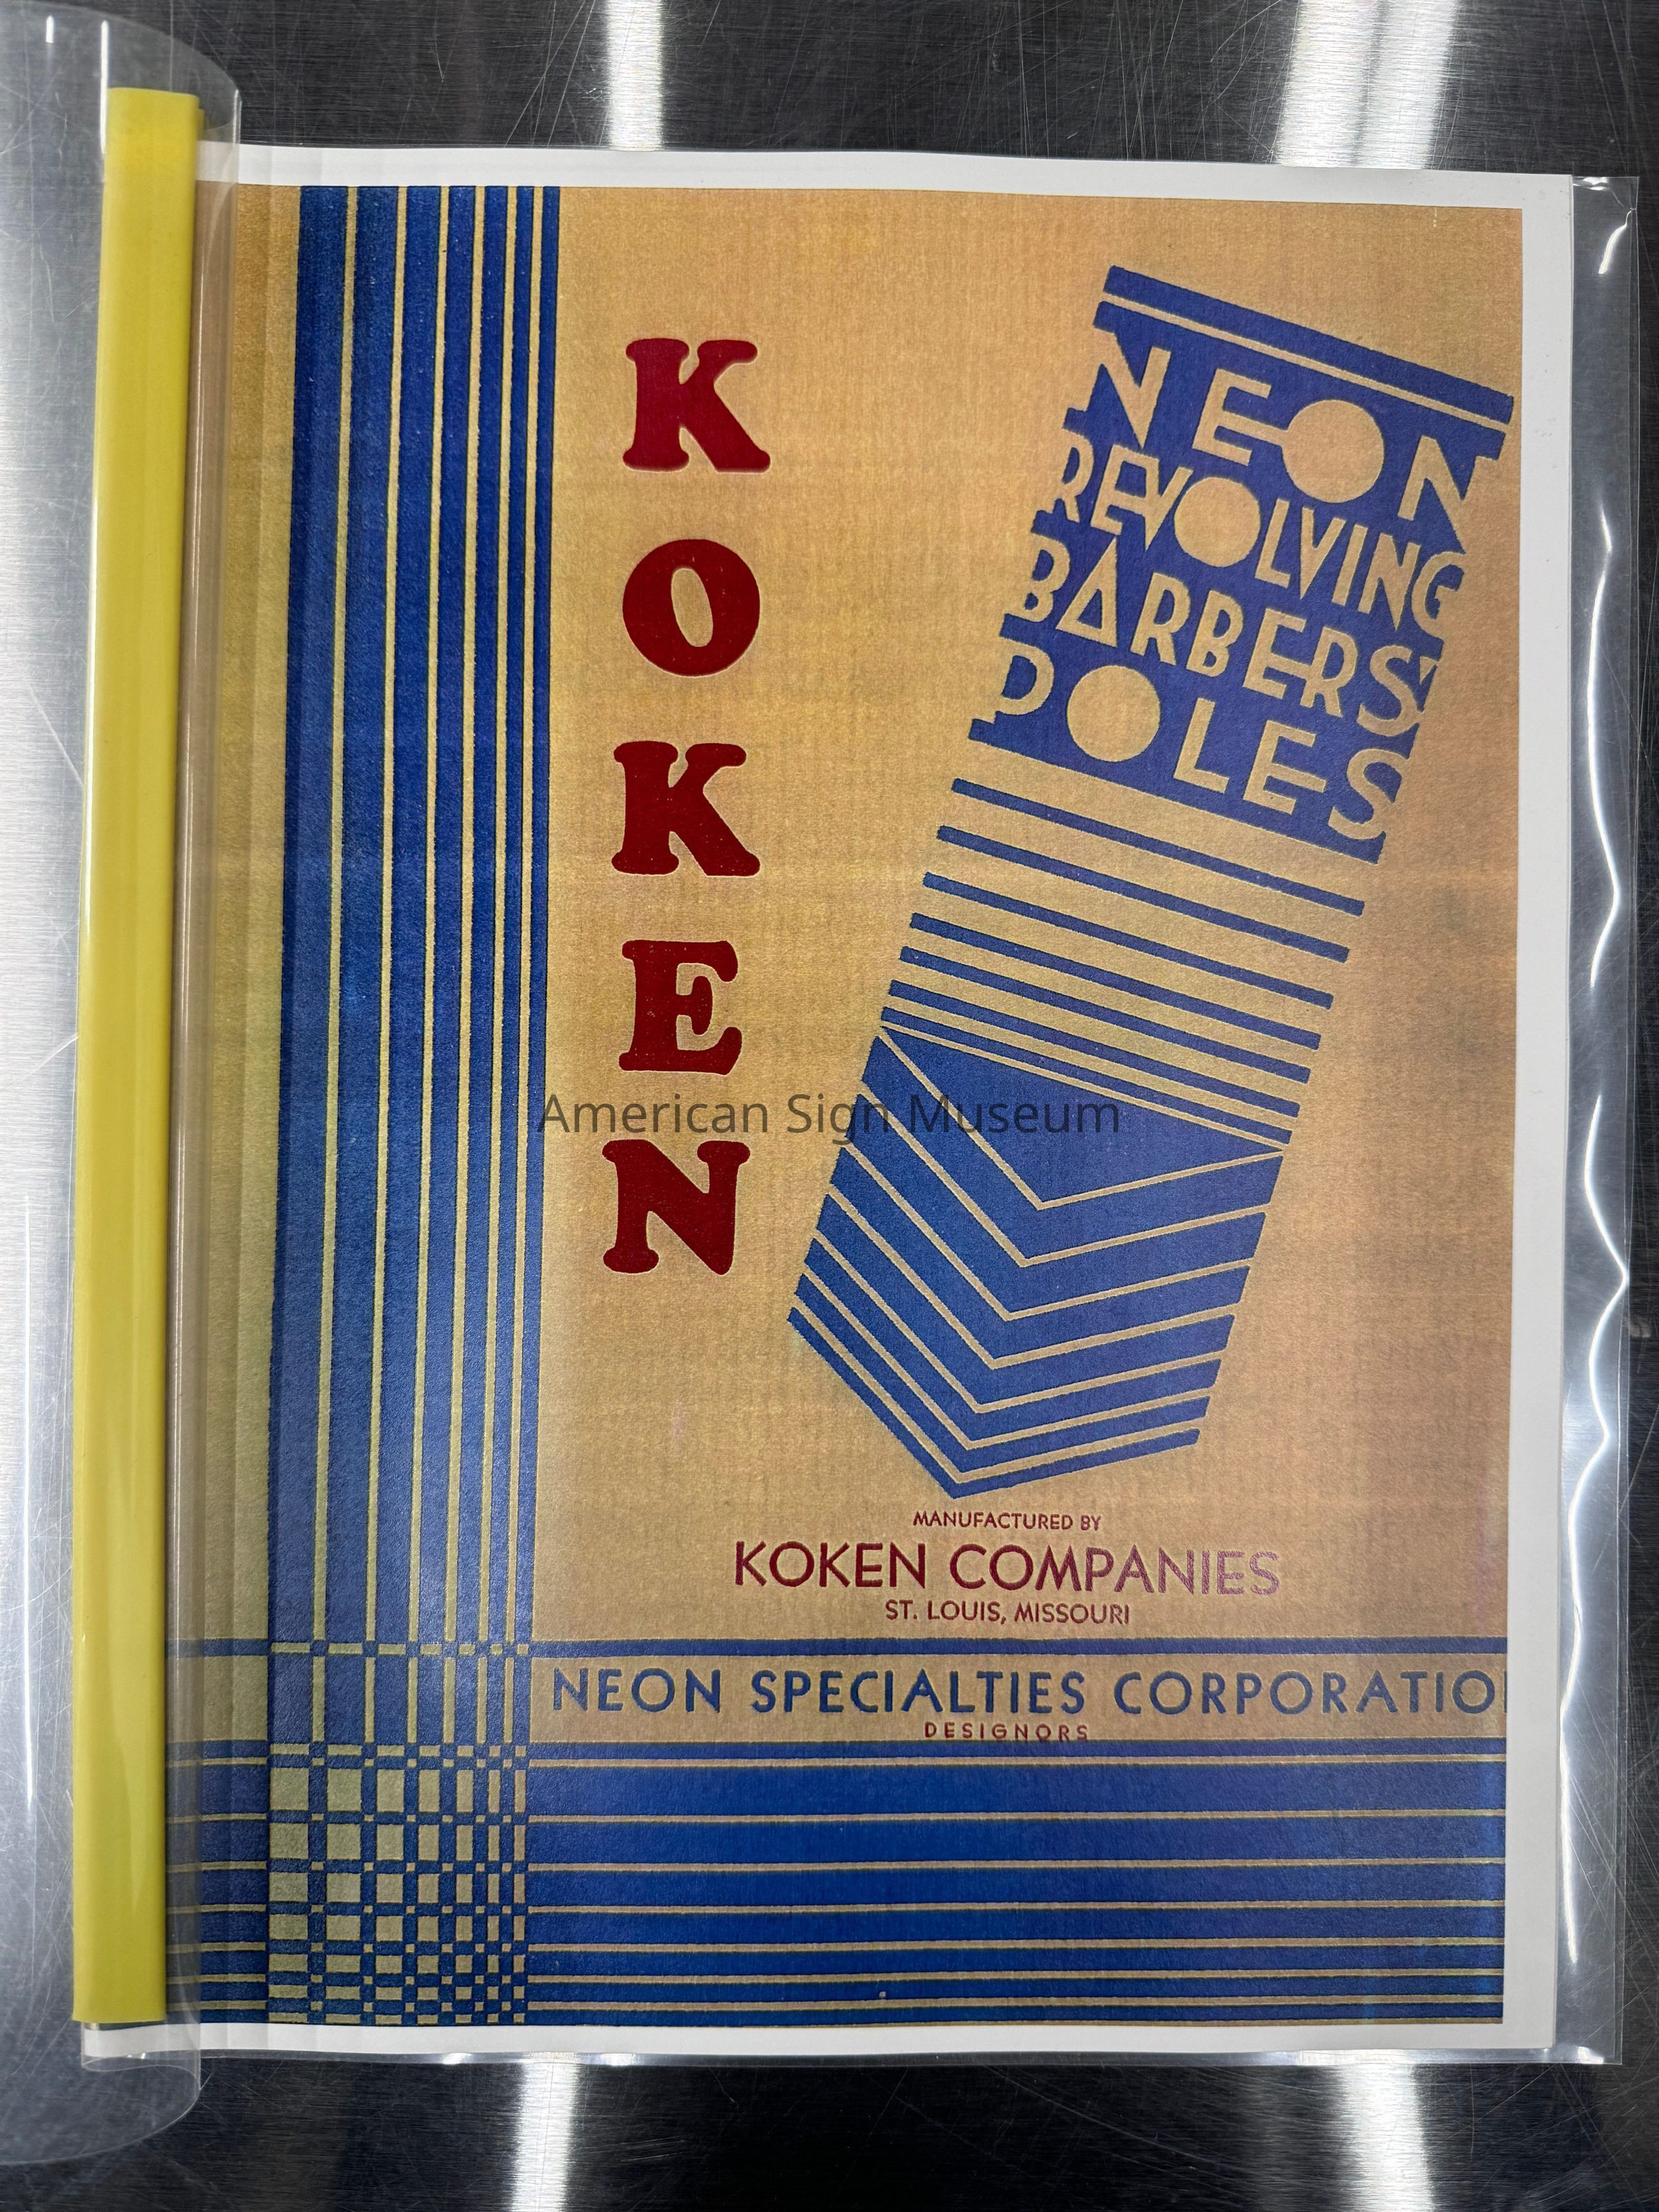 KOKEN
NEON
REVOLVING
BARBERS'
POLES
American Sign Museum
MANUFACTURED BY
KOKEN COMPANIES
ST. LOUIS, MISSOURI
NEON SPECIALTIES CORPORATIO
DESIGNORS